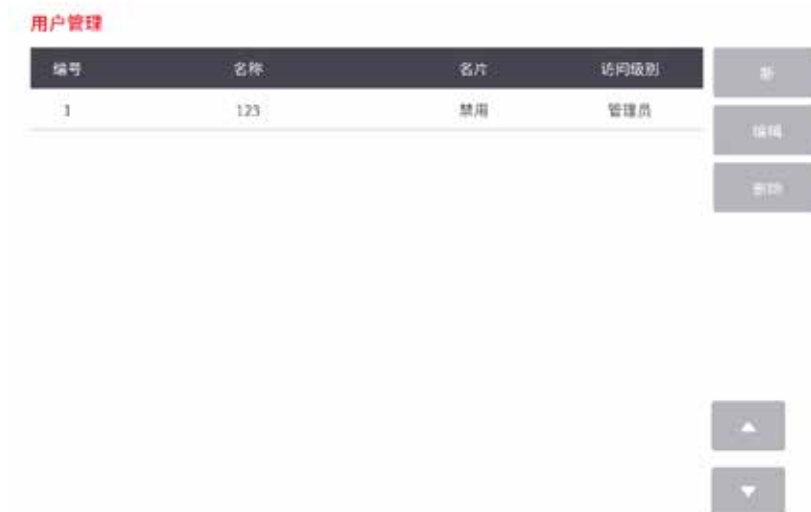 用户管理
编号 名称 名片 访问级别
1 123 禁用 管理员
新
编辑
删除